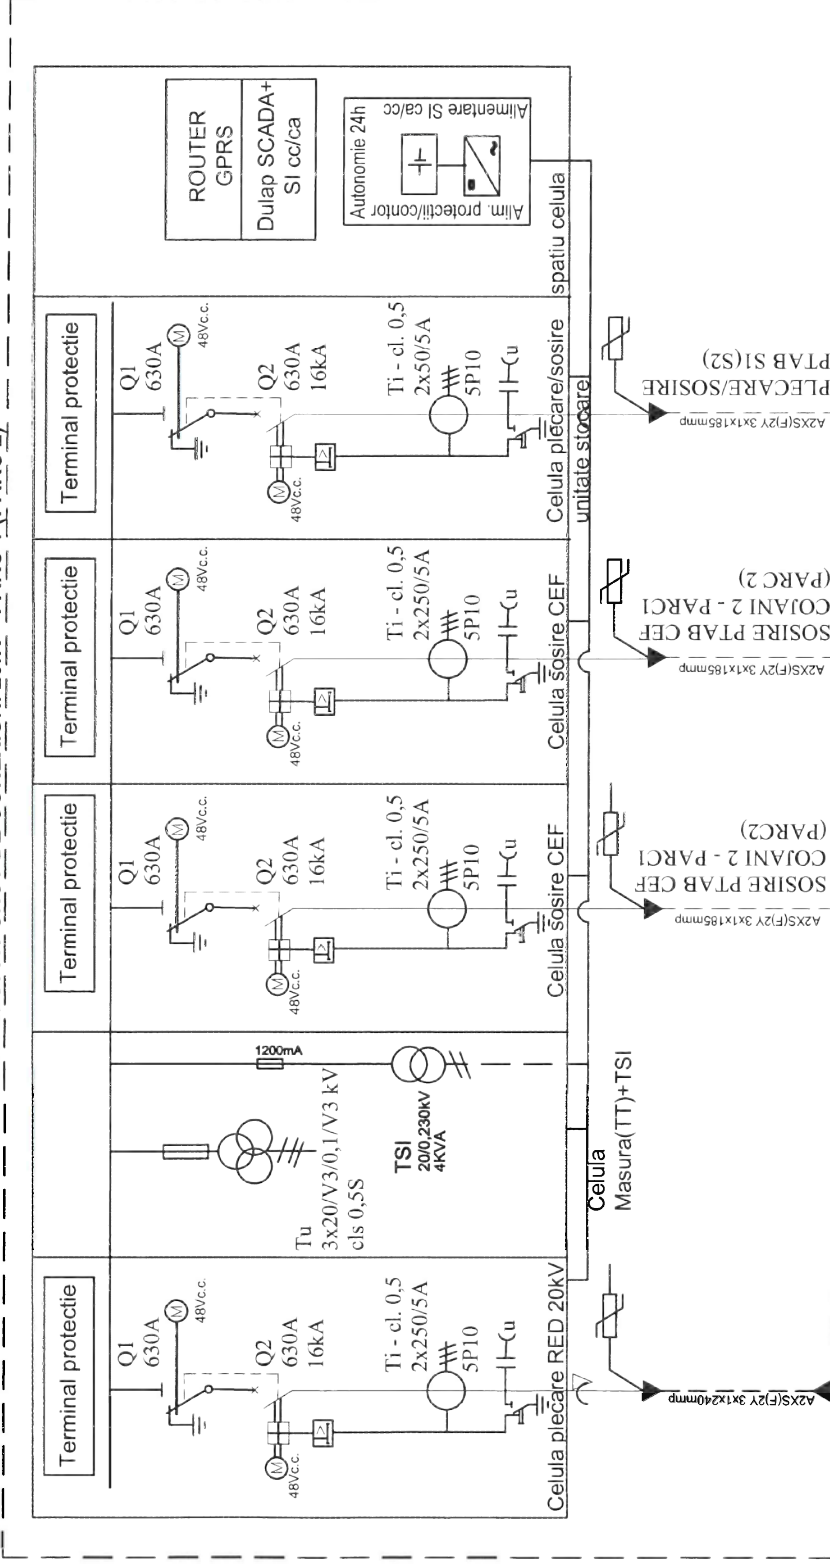 Terminal protectie
Q1
630A
M
48Vc.c.
Q2
630A
16kA
M
48Vc.c.
I>
Ti - cl. 0,5
2x250/5A
5P10
Cu
Celula plecare RED 20kV
A2XS(F)2Y 3x1x240mmp
Tu
3x20/V3/0,1/V3 kV
cls 0,5S
1200mA
TSI
20/0,230kV
4KVA
Celula
Masura(TT)+TSI
Terminal protectie
Q1
630A
M
48Vc.c.
Q2
630A
16kA
M
48Vc.c.
I>
Ti - cl. 0,5
2x250/5A
5P10
Cu
Celula sosire CEF
A2XS(F)2Y 3x1x185mmp
SOSIRE PTAB CEF
COJANI 2 - PARC1
(PARC2)
Terminal protectie
Q1
630A
M
48Vc.c.
Q2
630A
16kA
M
48Vc.c.
I>
Ti - cl. 0,5
2x250/5A
5P10
Cu
Celula sosire CEF
A2XS(F)2Y 3x1x185mmp
SOSIRE PTAB CEF
COJANI 2 - PARC1
(PARC 2)
Terminal protectie
Q1
630A
M
48Vc.c.
Q2
630A
16kA
M
48Vc.c.
I>
Ti - cl. 0,5
2x50/5A
5P10
Cu
Celula plecare/sosire
unitate stocare
A2XS(F)2Y 3x1x185mmp
PLECARE/SOSIRE
PTAB S1(S2)
ROUTER
GPRS
Dulap SCADA+
SI cc/ca
Autonomie 24h
Alimentare SI ca/cc
Alim. protectii/contor
spatiu celula